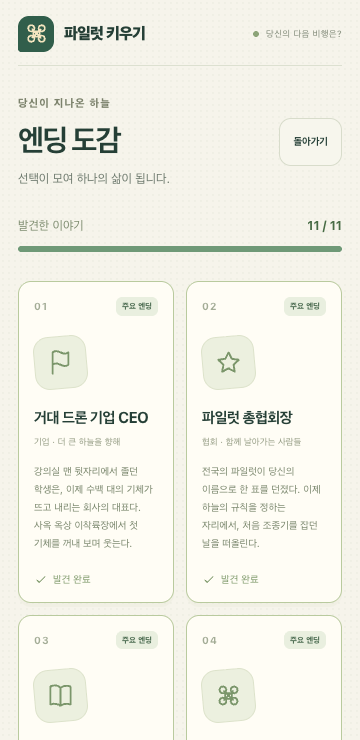 파일럿 키우기
당신의 다음 비행은?
당신이 지나온 하늘
엔딩 도감
돌아가기
선택이 모여 하나의 삶이 됩니다.
발견한 이야기
11 / 11
01
주요 엔딩
거대 드론 기업 CEO
기업 · 더 큰 하늘을 향해
강의실 맨 뒷자리에서 졸던
학생은, 이제 수백 대의 기체가
뜨고 내리는 회사의 대표다.
사옥 옥상 이착륙장에서 첫
기체를 꺼내 보며 웃는다.
발견 완료
02
주요 엔딩
파일럿 총협회장
협회 · 함께 날아가는 사람들
전국의 파일럿이 당신의
이름으로 한 표를 던졌다. 이제
하늘의 규칙을 정하는
자리에서, 처음 조종기를 잡던
날을 떠올린다.
발견 완료
03
주요 엔딩
04
주요 엔딩